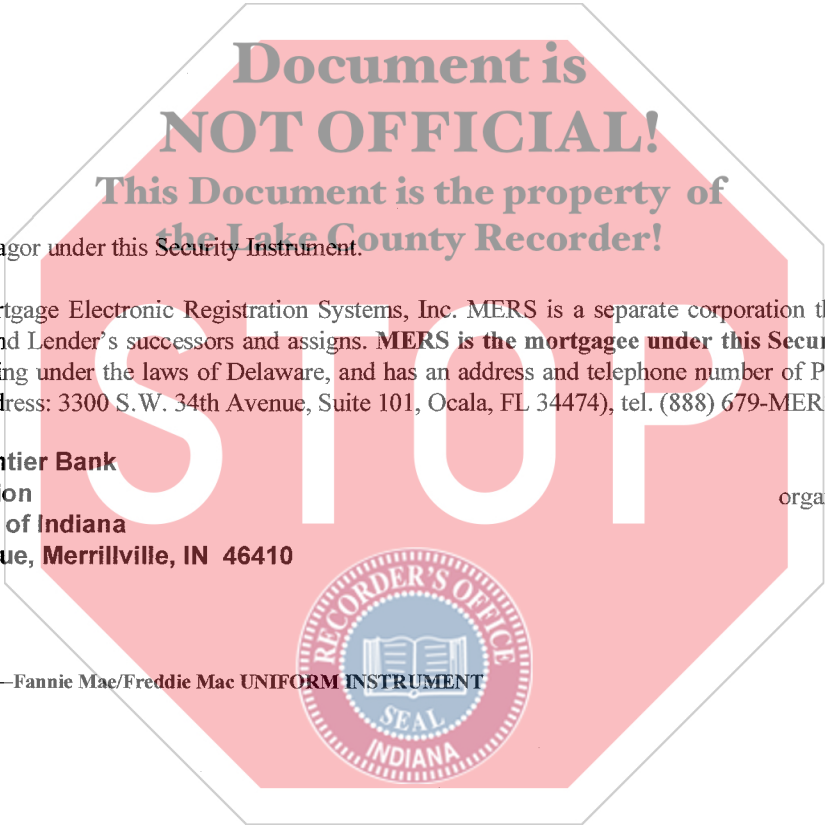 Document is
NOT OFFICIAL!
This Document is the property of
the Lake County Recorder!
agor under this Security Instrument.
rtgage Electronic Registration Systems, Inc. MERS is a separate corporation th
nd Lender's successors and assigns. MERS is the mortgagee under this Secur
ing under the laws of Delaware, and has an address and telephone number of P
dress: 3300 S.W. 34th Avenue, Suite 101, Ocala, FL 34474), tel. (888) 679-MER
ntier Bank
ion
orga
of Indiana
ue, Merrillville, IN 46410
STOP
RECORDER'S OFFICE
—Fannie Mae/Freddie Mac UNIFORM INSTRUMENT
SEAL
INDIANA